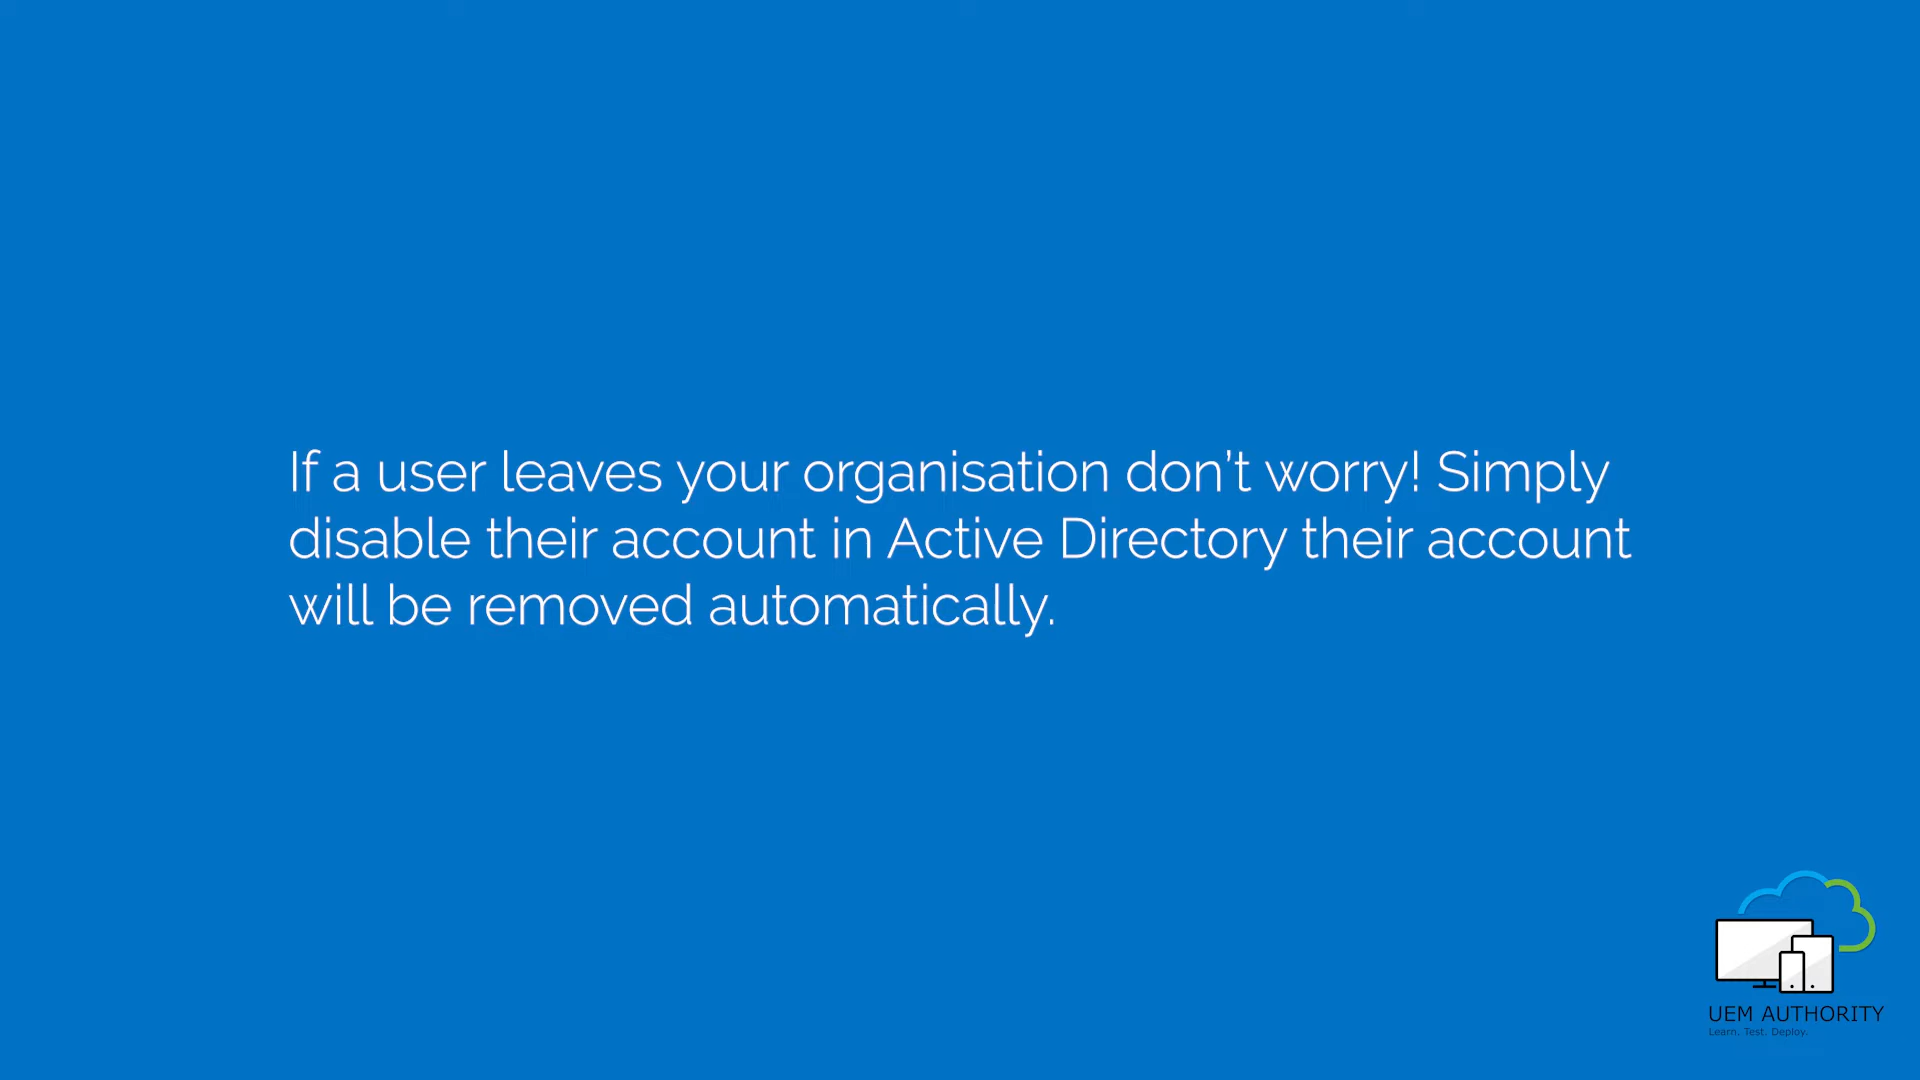 If a user leaves your organisation don’t worry! Simply
disable their account in Active Directory their account
will be removed automatically.
UEM AUTHORITY
Learn. Test. Deploy.